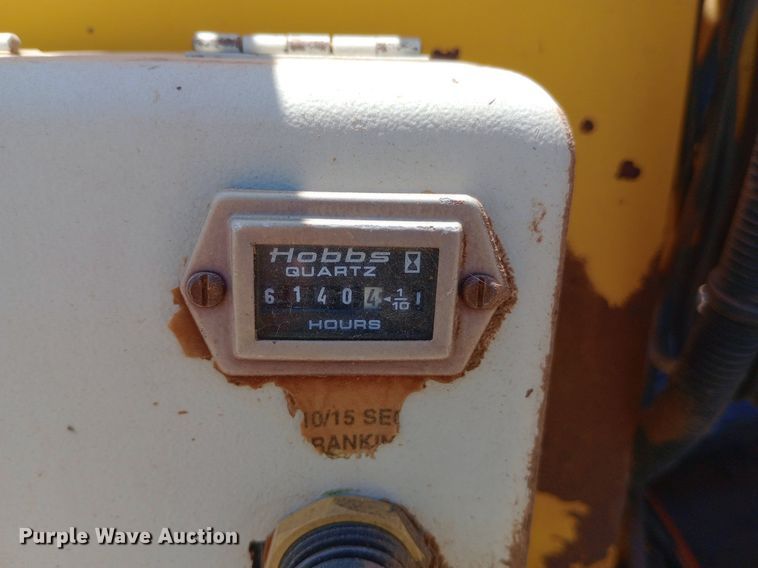 Hobbs
QUARTZ
6 1 4 0 4 1/10
HOURS
10/15 SEC
RANKIN
Purple Wave Auction